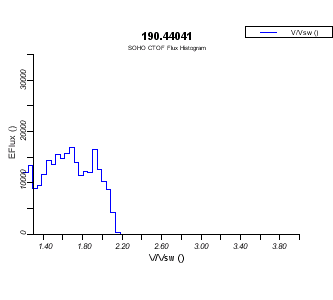 V/Vsw ()
190.44041
SOHO CTOF Flux Histogram
EFlux ()
30000
20000
10000
0
1.40 1.80 2.20 2.60 3.00 3.40 3.80
V/Vsw ()